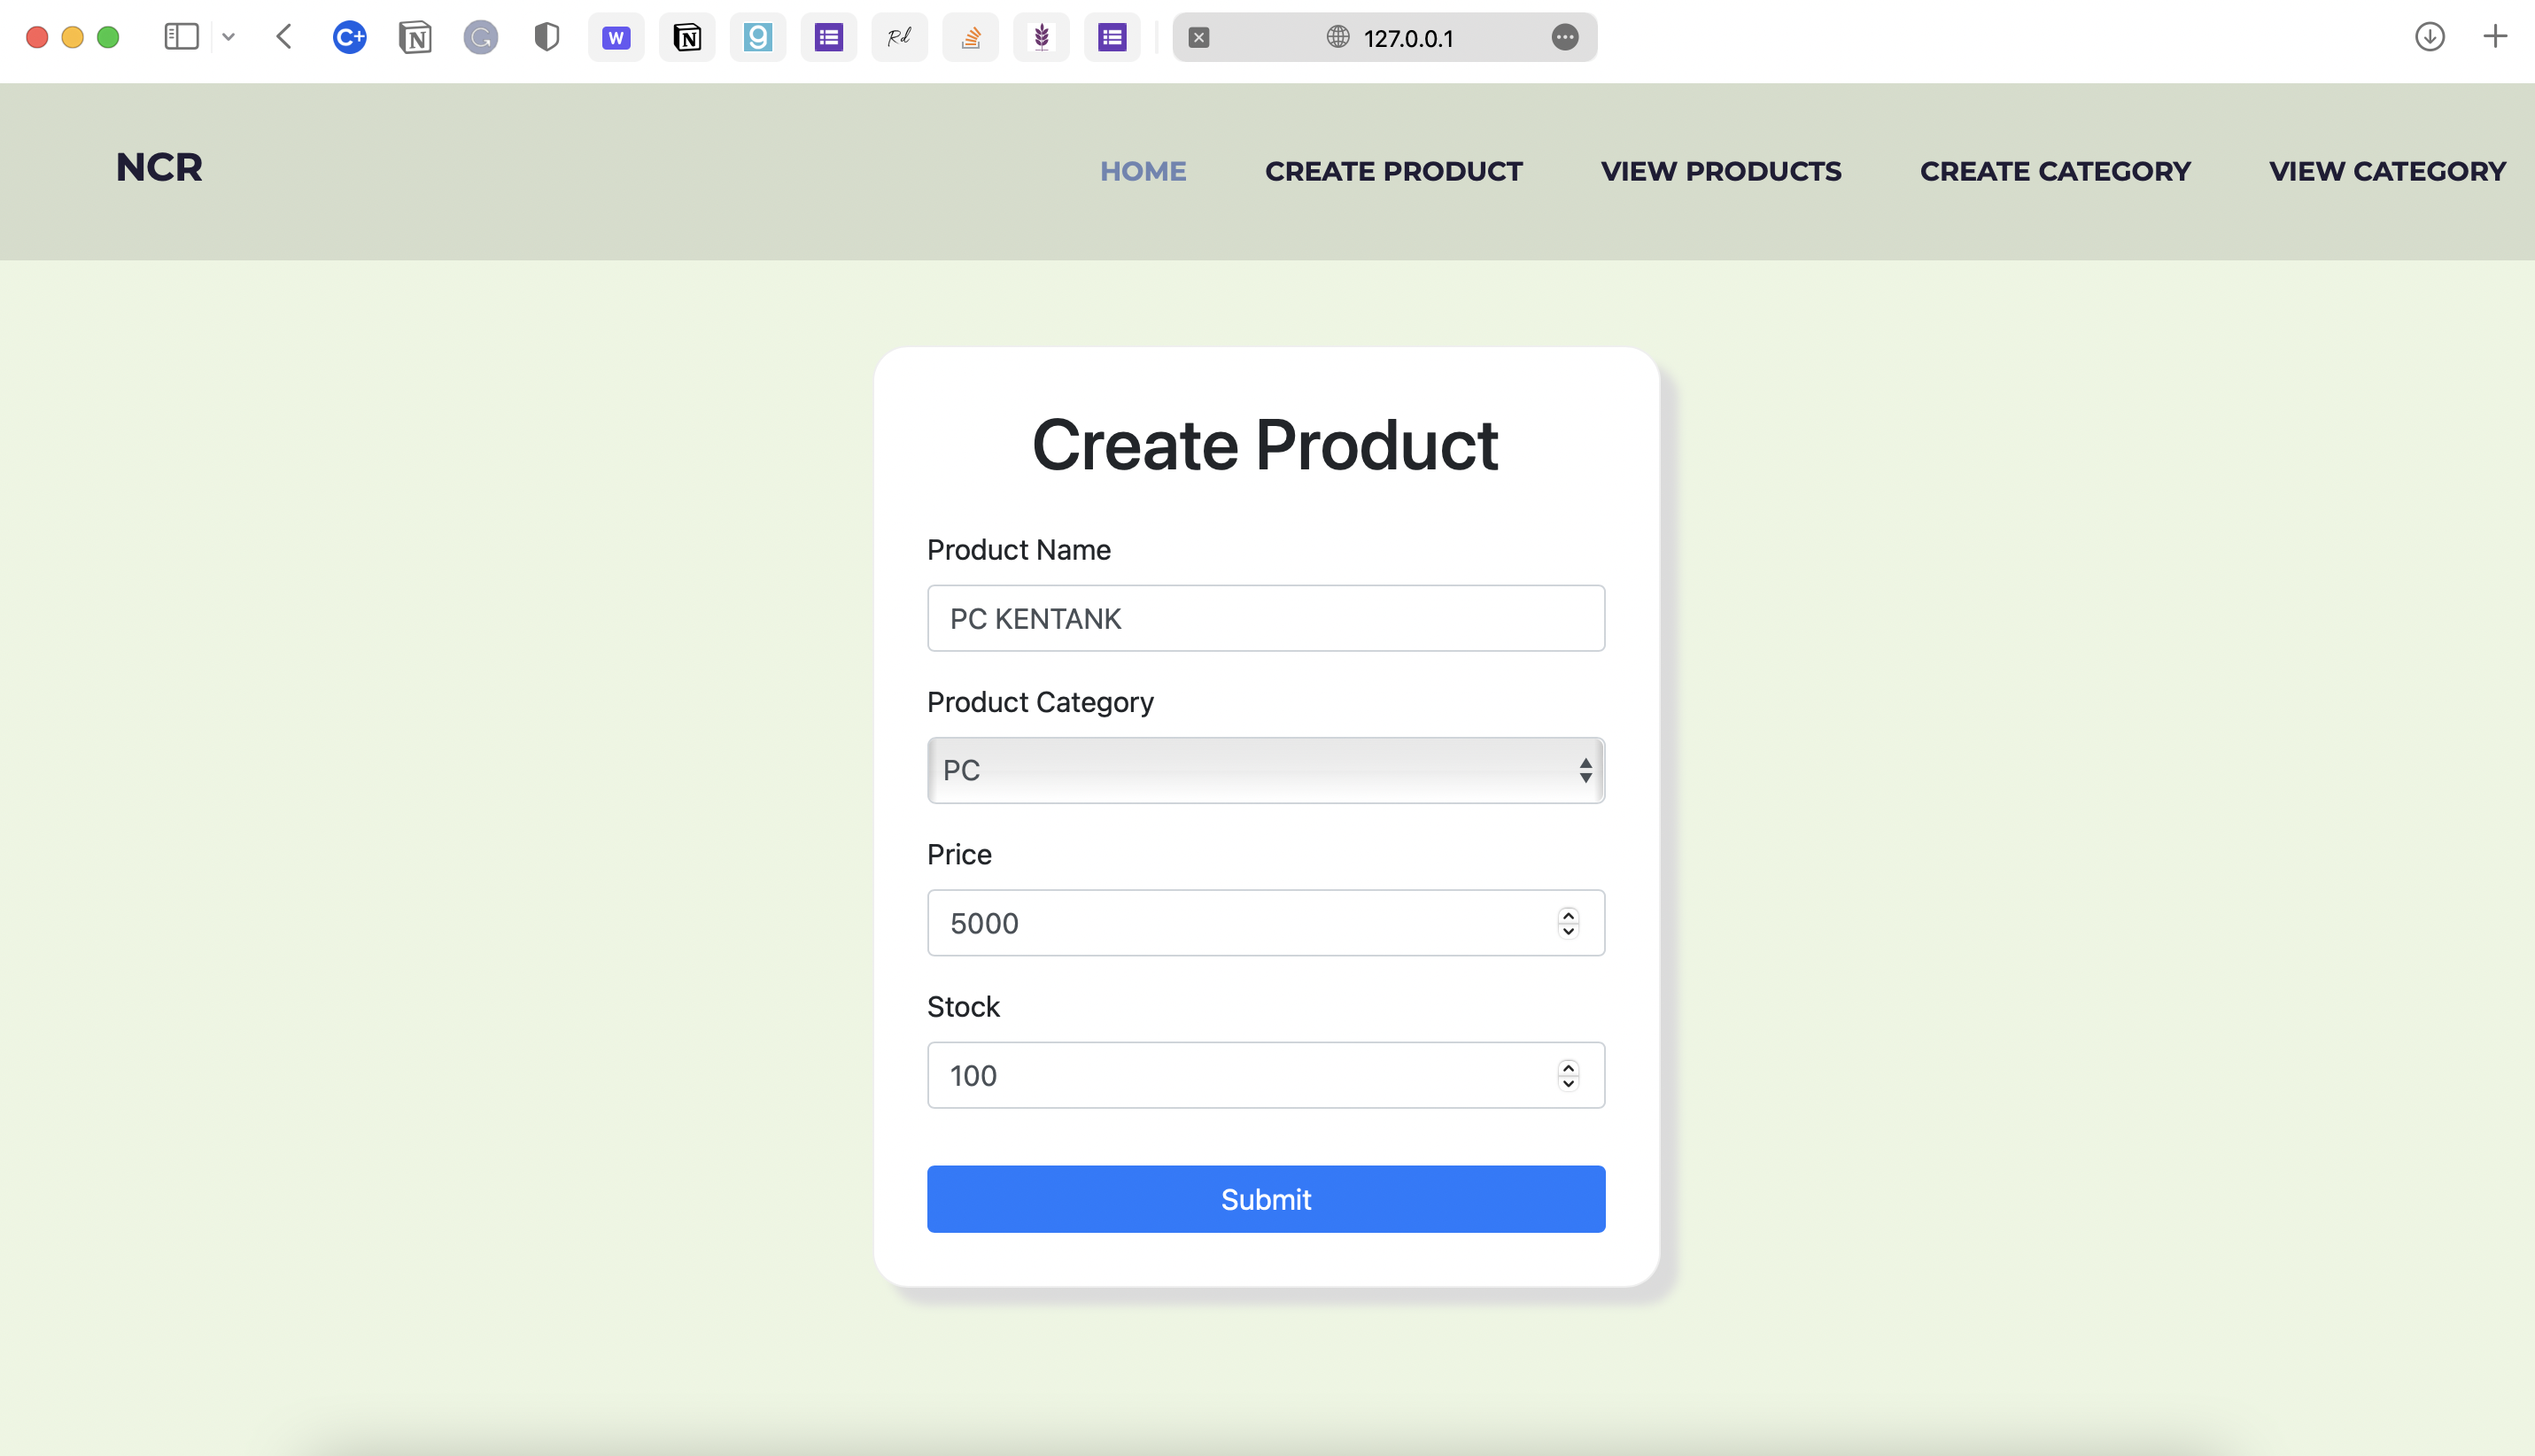 127.0.0.1
NCR
HOME CREATE PRODUCT VIEW PRODUCTS CREATE CATEGORY VIEW CATEGORY
Create Product
Product Name
PC KENTANK
Product Category
PC
Price
5000
Stock
100
Submit